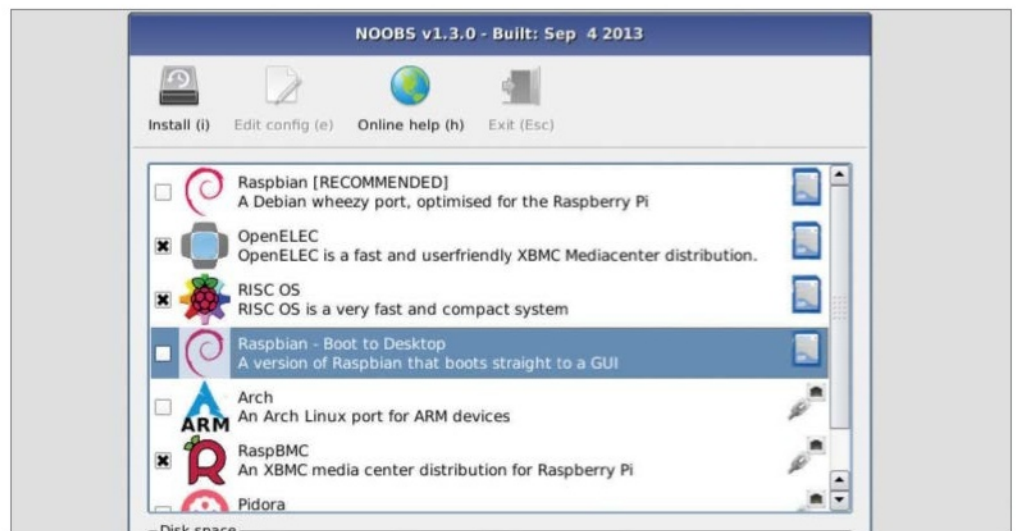 NOOBS v1.3.0 - Built: Sep 4 2013
Install (i)
Edit config (e)
Online help (h)
Exit (Esc)
Raspbian [RECOMMENDED]
A Debian wheezy port, optimised for the Raspberry Pi
OpenELEC
OpenELEC is a fast and userfriendly XBMC Mediacenter distribution.
RISC OS
RISC OS is a very fast and compact system
Raspbian - Boot to Desktop
A version of Raspbian that boots straight to a GUI
Arch
An Arch Linux port for ARM devices
ARM
RaspBMC
An XBMC media center distribution for Raspberry Pi
Pidora
Disk space